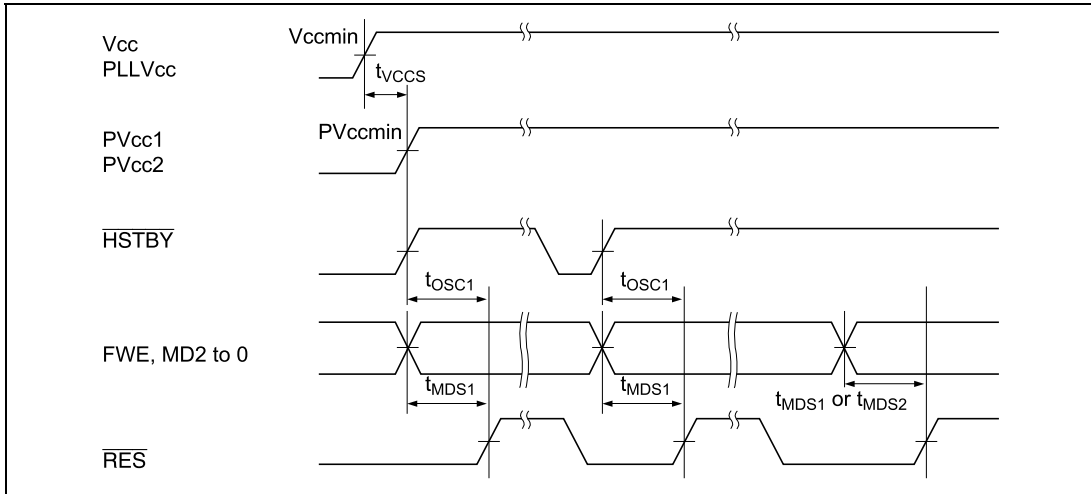 Vccmin
Vcc
PLLVcc
tVCCS
PVccmin
PVcc1
PVcc2
HSTBY
tOSC1 tOSC1
FWE, MD2 to 0
tMDS1 tMDS1 tMDS1 or tMDS2
RES